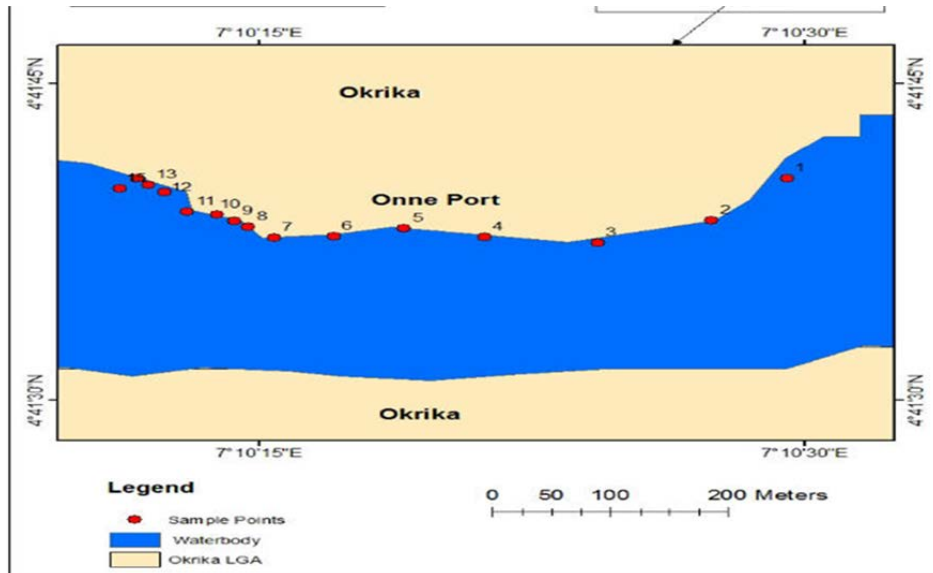 7°10'15"E
7°10'30"E
4°41'45"N
4°41'45"N
Okrika
Onne Port
15
13
12
11
10
9
8
7
6
5
4
3
2
1
4°41'30"N
4°41'30"N
Okrika
7°10'15"E
7°10'30"E
Legend
Sample Points
Waterbody
Okrika LGA
0 50 100 200 Meters